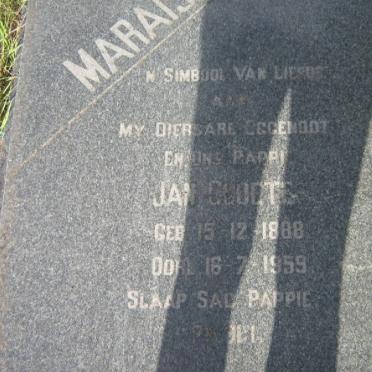 MARAIS
'N SIMBOOL VAN LIEFDE
AAN
MY DIERBARE EGGENOOT
EN ONS PAPPIE
JAN
GEB 15-12-1888
OORL 16-7-1959
SLAAP SAG PAPPIE